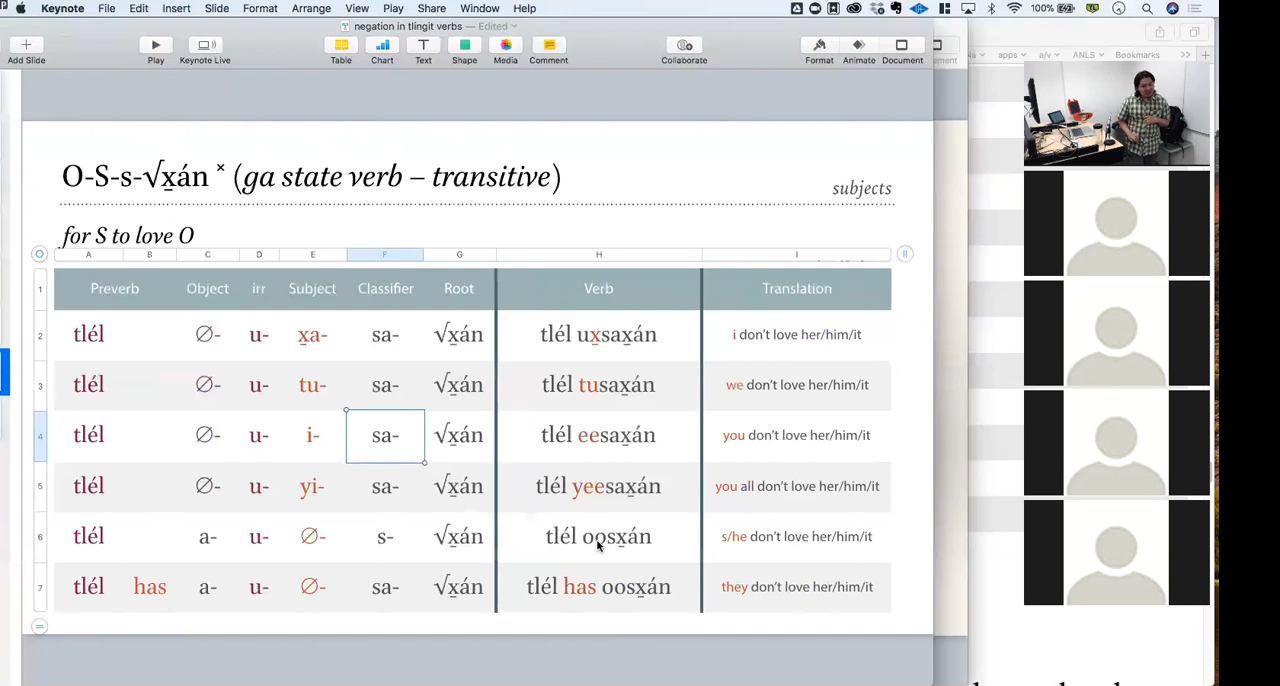 Keynote File Edit Insert Slide Format Arrange View Play Share Window Help 100%
negation in tlingit verbs — Edited
Add Slide Play Keynote Live Table Chart Text Shape Media Comment Collaborate Format Animate Document
apps a/v ANLS Bookmarks
O-S-s-√x̱án ˣ (ga state verb – transitive)
subjects
for S to love O
A B C D E F G H I
1 Preverb Object irr Subject Classifier Root Verb Translation
2 tlél ∅- u- x̱a- sa- √x̱án tlél ux̱sax̱án i don’t love her/him/it
3 tlél ∅- u- tu- sa- √x̱án tlél tusax̱án we don’t love her/him/it
4 tlél ∅- u- i- sa- √x̱án tlél eesax̱án you don’t love her/him/it
5 tlél ∅- u- yi- sa- √x̱án tlél yeesax̱án you all don’t love her/him/it
6 tlél a- u- ∅- s- √x̱án tlél oosx̱án s/he don’t love her/him/it
7 tlél has a- u- ∅- sa- √x̱án tlél has oosx̱án they don’t love her/him/it